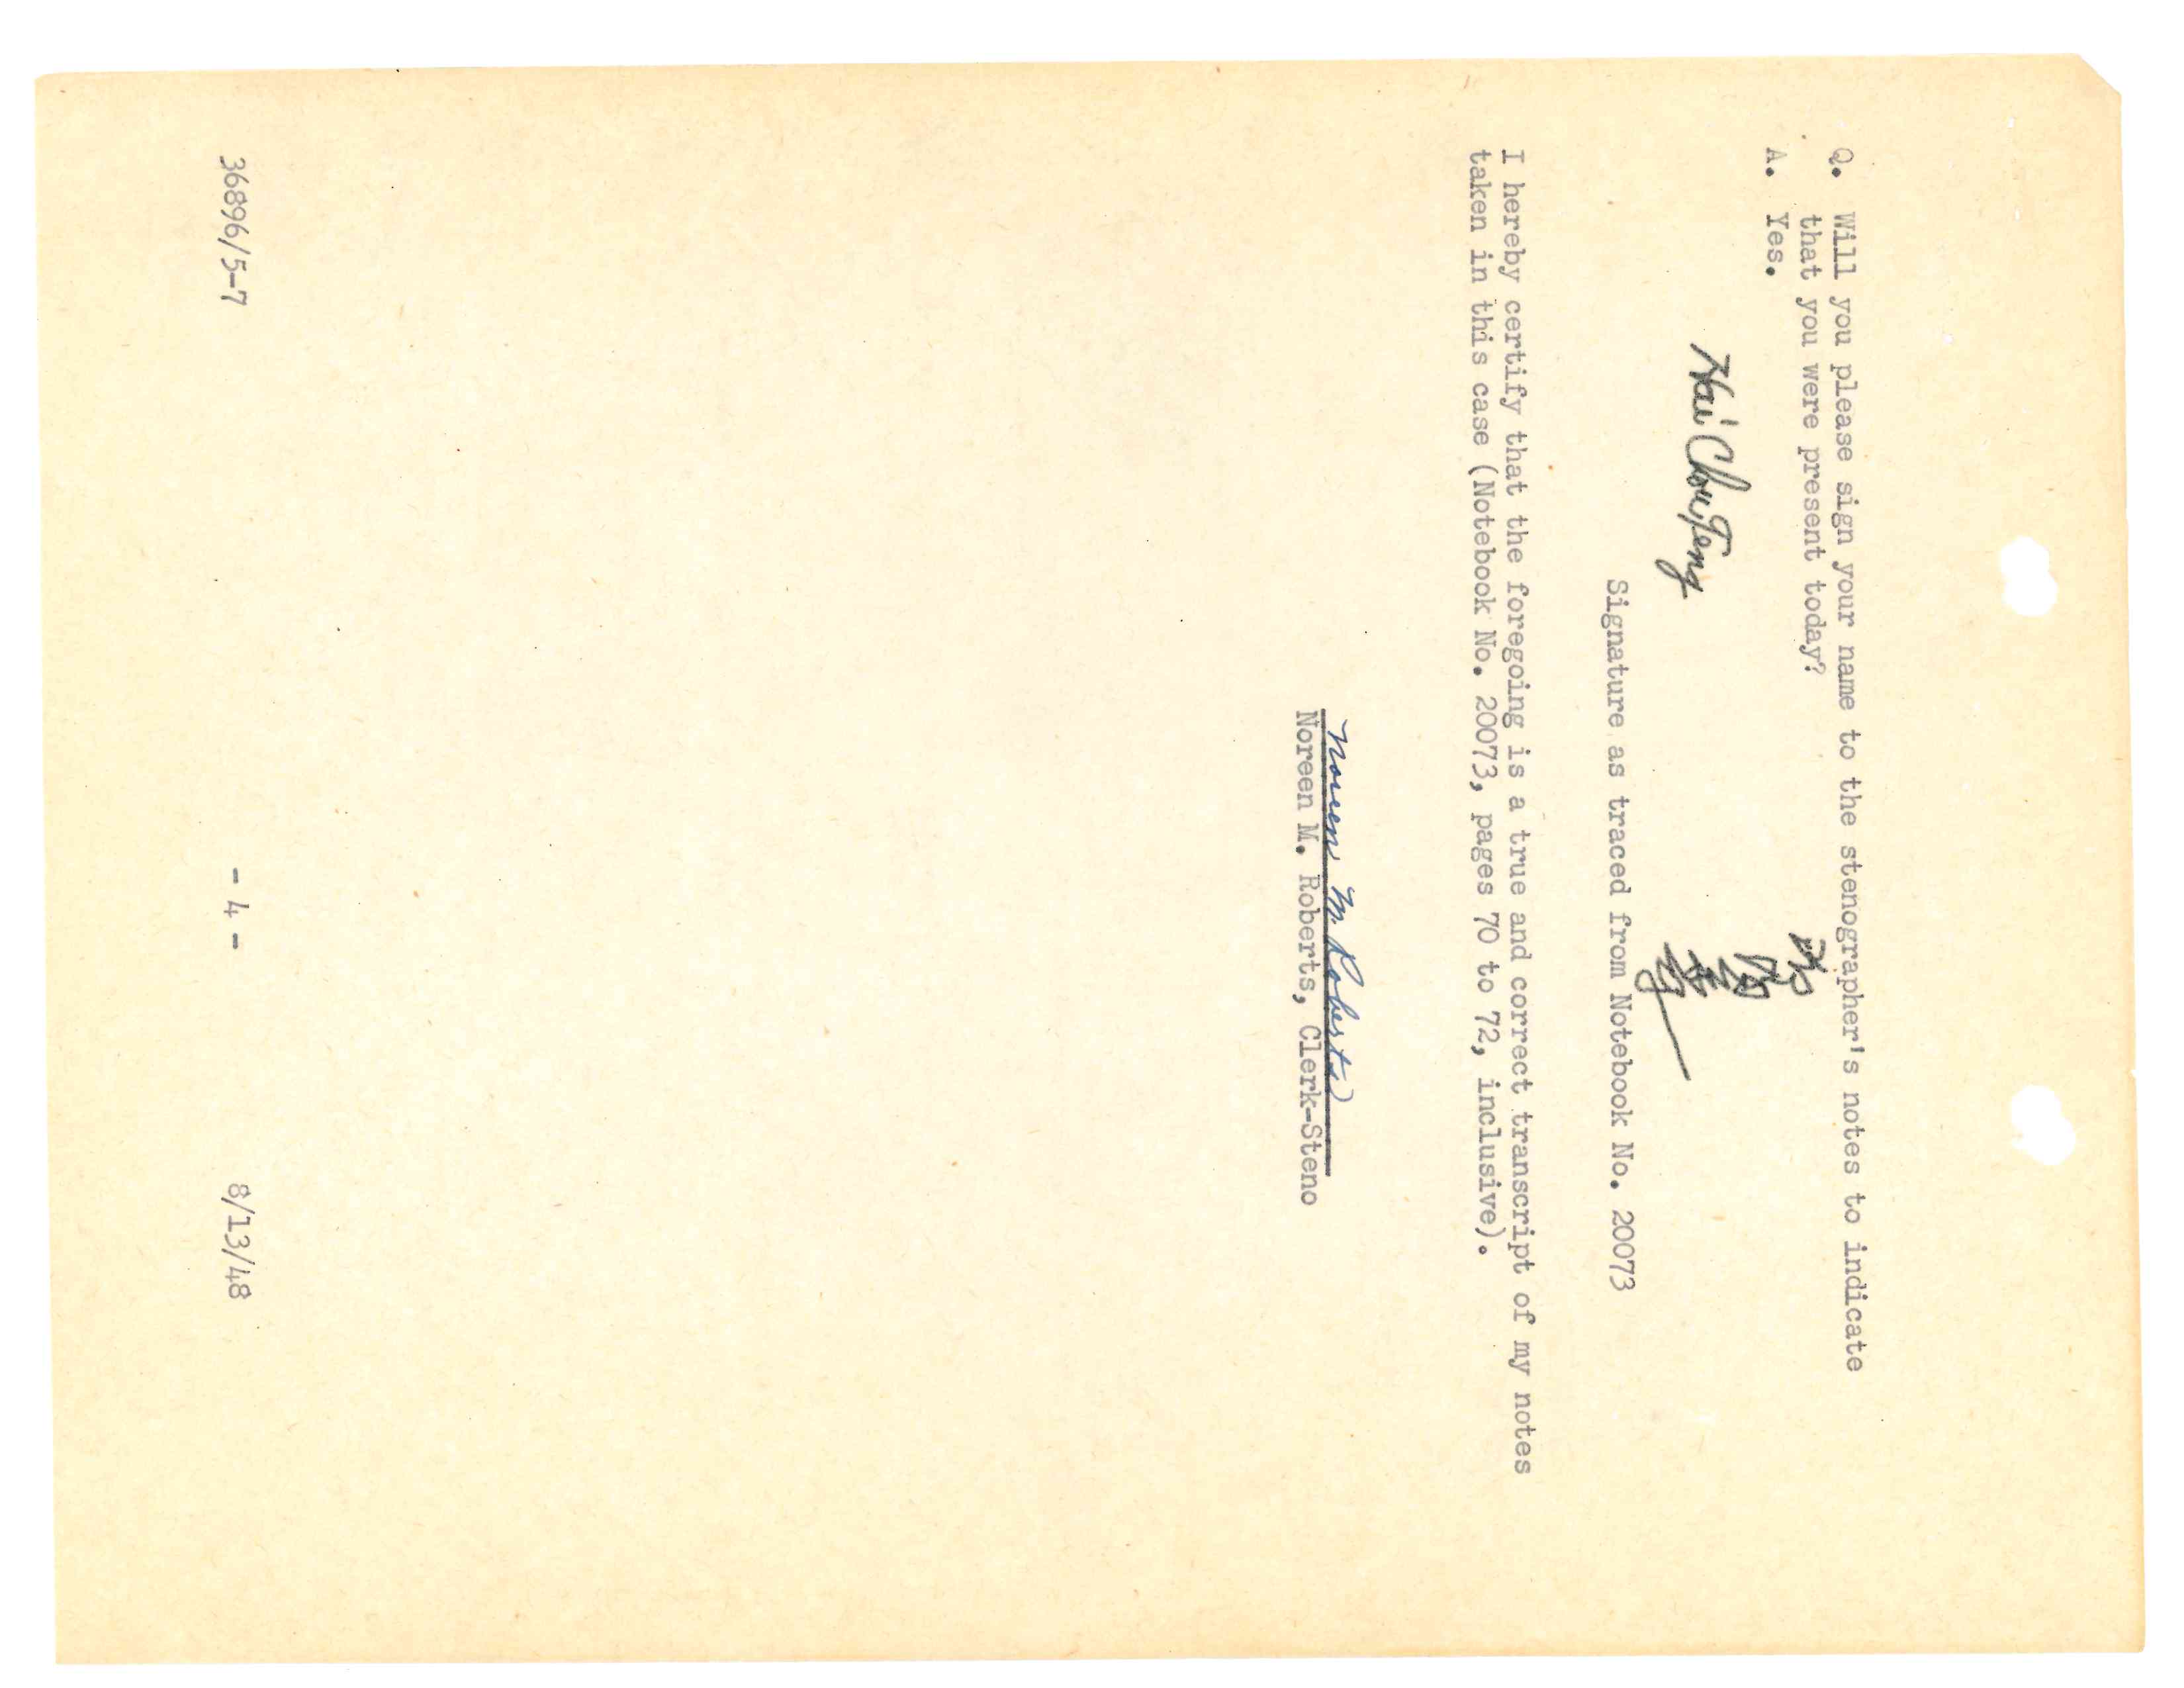 Q. Will you please sign your name to the stenographer's notes to indicate
that you were present today?
A. Yes.
Hai Chou Teng
Signature as traced from Notebook No. 20073
I hereby certify that the foregoing is a true and correct transcript of my notes
taken in this case (Notebook No. 20073, pages 70 to 72, inclusive).
Noreen M. Roberts
Noreen M. Roberts, Clerk-Steno
36896/5-7 - 4 - 8/13/48